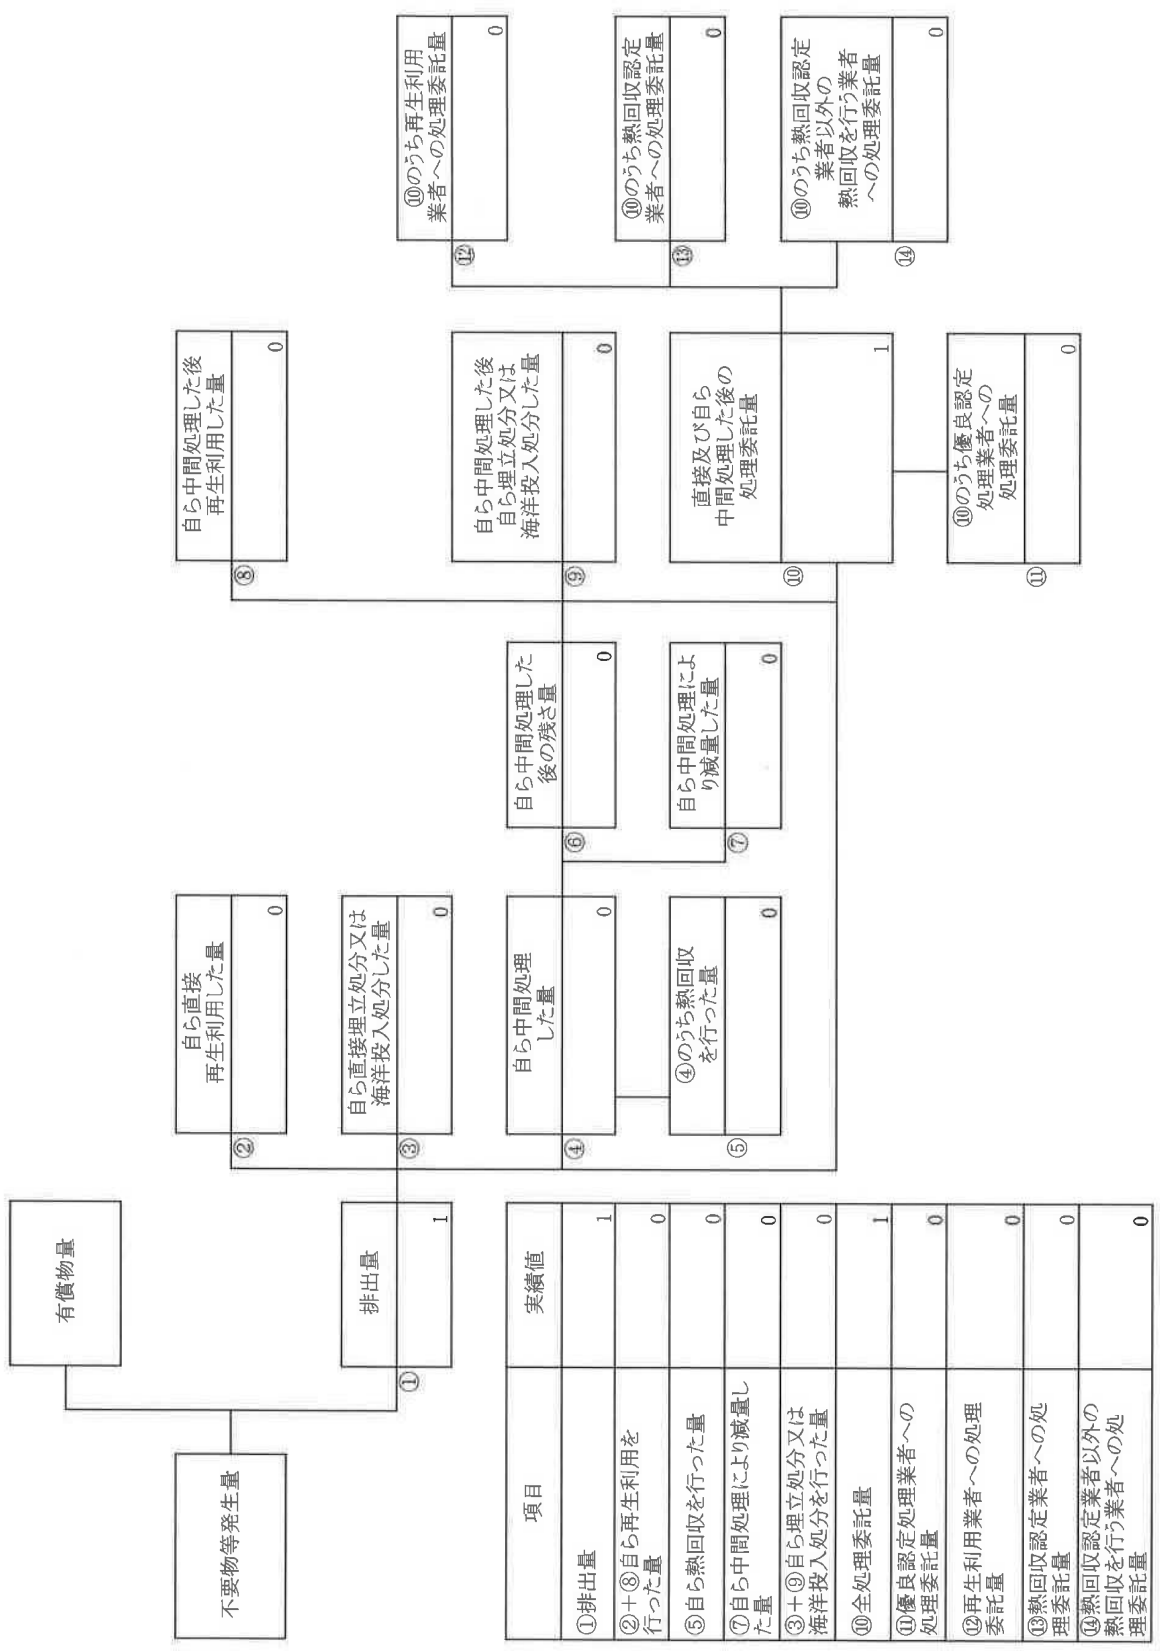 有償物量
不要物等発生量
排出量
①
1
自ら直接
再生利用した量
②
0
自ら直接埋立処分又は
海洋投入処分した量
③
0
自ら中間処理
した量
④
0
④のうち熱回収
を行った量
⑤
0
自ら中間処理した
後の残さ量
⑥
0
自ら中間処理によ
り減量した量
⑦
0
自ら中間処理した後
再生利用した量
⑧
0
自ら中間処理した後
自ら埋立処分又は
海洋投入処分した量
⑨
0
直接及び自ら
中間処理した後の
処理委託量
⑩
1
⑩のうち優良認定
処理業者への
処理委託量
⑪
0
⑩のうち再生利用
業者への処理委託量
⑫
0
⑩のうち熱回収認定
業者への処理委託量
⑬
0
⑩のうち熱回収認定
業者以外の
熱回収を行う業者
への処理委託量
⑭
0
項目 実績値
①排出量 1
②+⑧自ら再生利用を
行った量 0
⑤自ら熱回収を行った量 0
⑦自ら中間処理により減量し
た量 0
③+⑨自ら埋立処分又は
海洋投入処分を行った量 0
⑩全処理委託量 1
⑪優良認定処理業者への
処理委託量 0
⑫再生利用業者への処理
委託量 0
⑬熱回収認定業者への処
理委託量 0
⑭熱回収認定業者以外の
熱回収を行う業者への処
理委託量 0